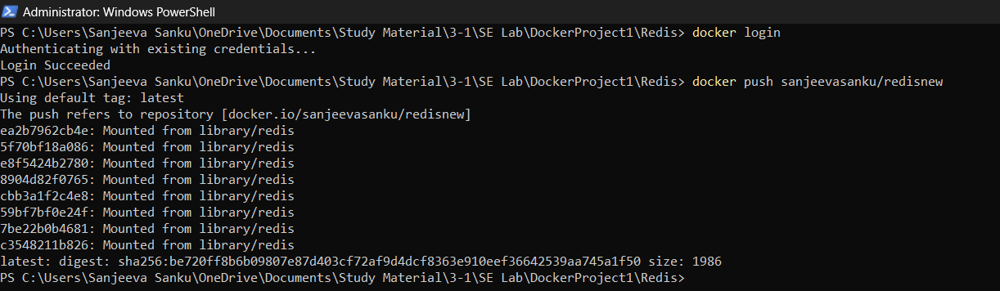 Administrator: Windows PowerShell
PS C:\Users\Sanjeeva Sanku\OneDrive\Documents\Study Material\3-1\SE Lab\DockerProject1\Redis> docker login
Authenticating with existing credentials...
Login Succeeded
PS C:\Users\Sanjeeva Sanku\OneDrive\Documents\Study Material\3-1\SE Lab\DockerProject1\Redis> docker push sanjeevasanku/redisnew
Using default tag: latest
The push refers to repository [docker.io/sanjeevasanku/redisnew]
ea2b7962cb4e: Mounted from library/redis
5f70bf18a086: Mounted from library/redis
e8f5424b2780: Mounted from library/redis
8904d82f0765: Mounted from library/redis
cbb3a1f2c4e8: Mounted from library/redis
59bf7bf0e24f: Mounted from library/redis
7be22b0b4681: Mounted from library/redis
c3548211b826: Mounted from library/redis
latest: digest: sha256:be720ff8b6b09807e87d403cf72af9d4dcf8363e910eef36642539aa745a1f50 size: 1986
PS C:\Users\Sanjeeva Sanku\OneDrive\Documents\Study Material\3-1\SE Lab\DockerProject1\Redis>